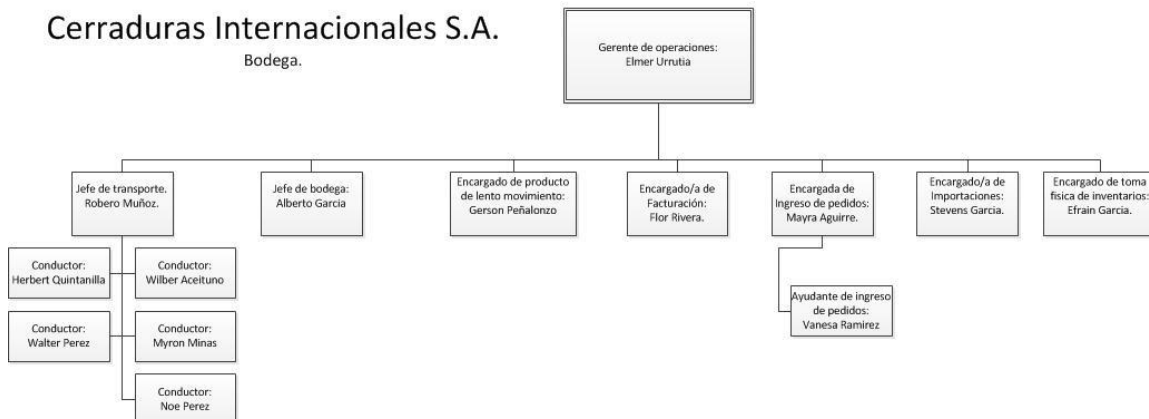 Cerraduras Internacionales S.A.
Bodega.
Gerente de operaciones:
Elmer Urrutia
Jefe de transporte.
Robero Muñoz.
Jefe de bodega:
Alberto Garcia
Encargado de producto
de lento movimiento:
Gerson Peñalonzo
Encargado/a de
Facturación:
Flor Rivera.
Encargada de
Ingreso de pedidos:
Mayra Aguirre.
Encargado/a de
Importaciones:
Stevens Garcia.
Encargado de toma
fisica de inventarios:
Efrain Garcia.
Conductor:
Herbert Quintanilla
Conductor:
Wilber Aceituno
Conductor:
Walter Perez
Conductor:
Myron Minas
Conductor:
Noe Perez
Ayudante de ingreso
de pedidos:
Vanesa Ramirez